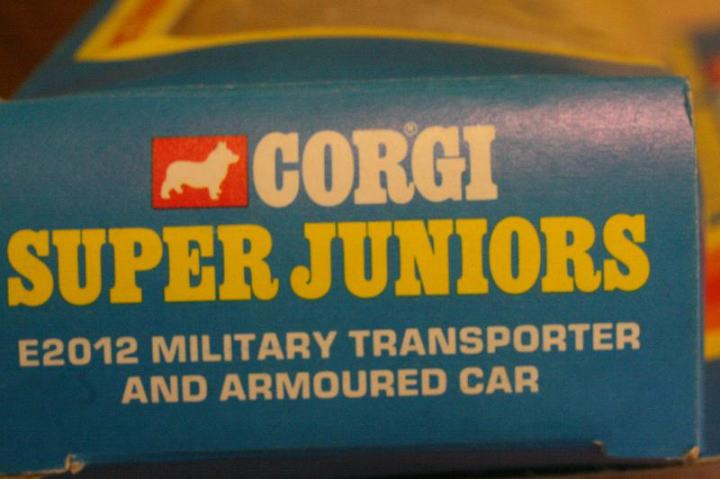 CORGI®
SUPER JUNIORS
E2012 MILITARY TRANSPORTER
AND ARMOURED CAR